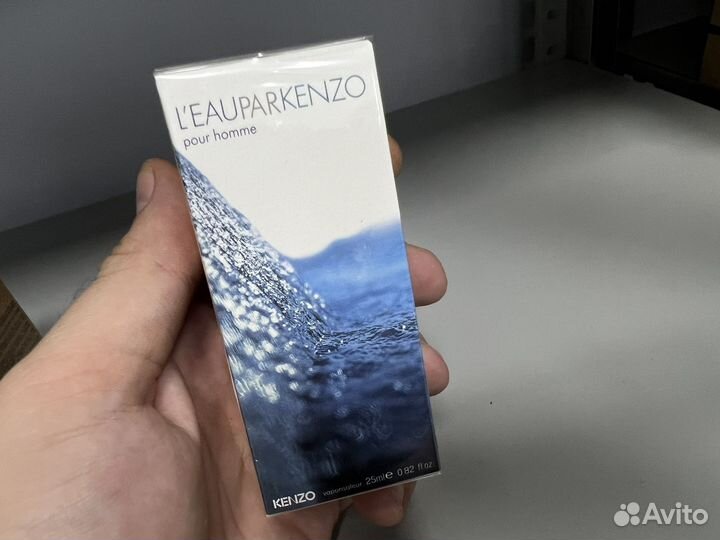 L'EAUPARKENZO
pour homme
KENZO vaporisateur 25ml e 0.82 fl.oz.
Avito